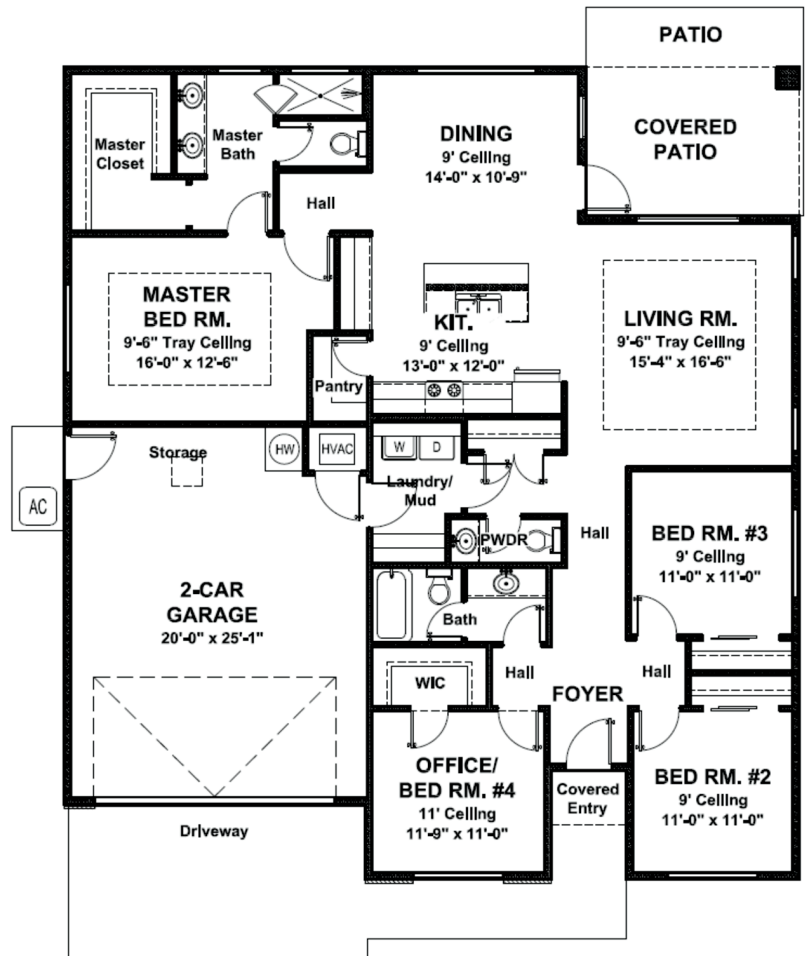 PATIO
COVERED
PATIO
DINING
9' Ceiling
14'-0" x 10'-9"
Master
Closet
Master
Bath
Hall
MASTER
BED RM.
9'-6" Tray Ceiling
16'-0" x 12'-6"
KIT.
9' Ceiling
13'-0" x 12'-0"
LIVING RM.
9'-6" Tray Ceiling
15'-4" x 16'-6"
Pantry
Storage
HW
HVAC
W
D
Laundry/
Mud
AC
PWDR
Hall
BED RM. #3
9' Ceiling
11'-0" x 11'-0"
2-CAR
GARAGE
20'-0" x 25'-1"
Bath
WIC
Hall
FOYER
Hall
OFFICE/
BED RM. #4
11' Ceiling
11'-9" x 11'-0"
Covered
Entry
BED RM. #2
9' Ceiling
11'-0" x 11'-0"
Driveway